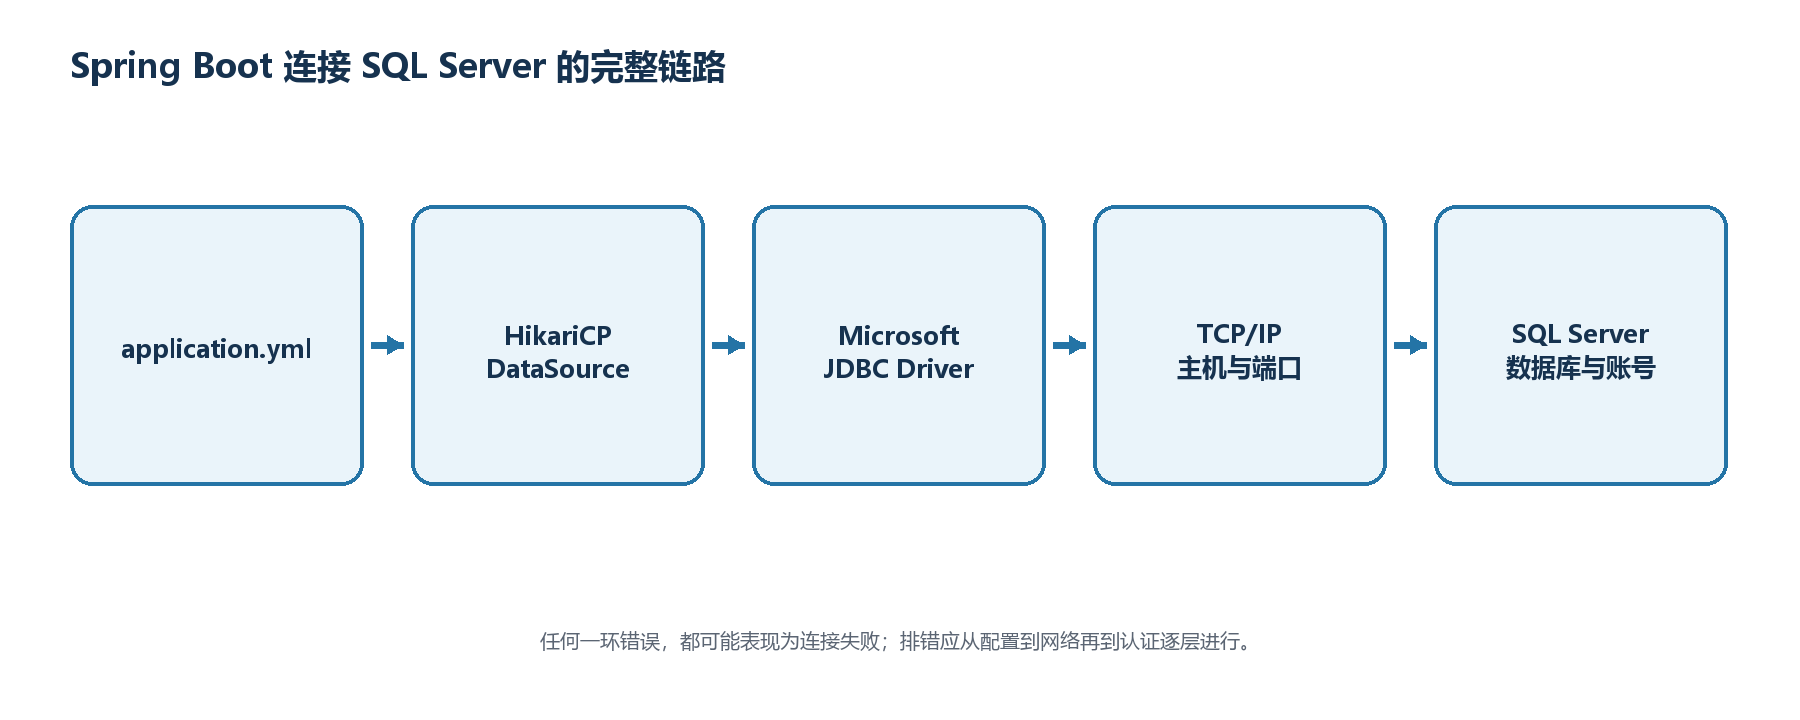 Spring Boot 连接 SQL Server 的完整链路
application.yml
HikariCP
DataSource
Microsoft
JDBC Driver
TCP/IP
主机与端口
SQL Server
数据库与账号
任何一环错误，都可能表现为连接失败；排错应从配置到网络再到认证逐层进行。